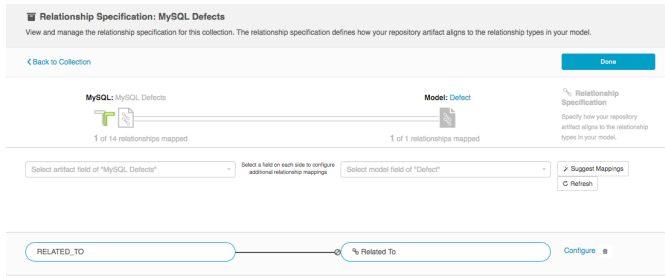 Relationship Specification: MySQL Defects
View and manage the relationship specification for this collection. The relationship specification defines how your repository artifact aligns to the relationship types in your model.
Back to Collection
Done
MySQL: MySQL Defects
Model: Defect
1 of 14 relationships mapped
1 of 1 relationships mapped
Relationship
Specification
Specify how your repository
artifact aligns to the relationship
types in your model.
Select artifact field of "MySQL Defects"
Select a field on each side to configure
additional relationship mappings
Select model field of "Defect"
Suggest Mappings
Refresh
RELATED_TO
Related To
Configure